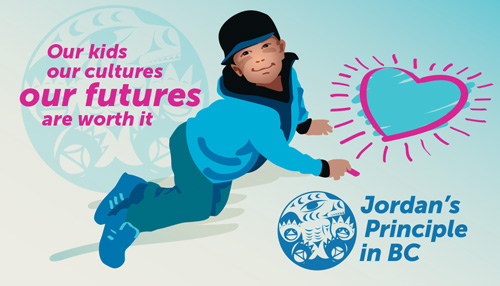 Our kids
our cultures
our futures
are worth it
Jordan's
Principle
in BC